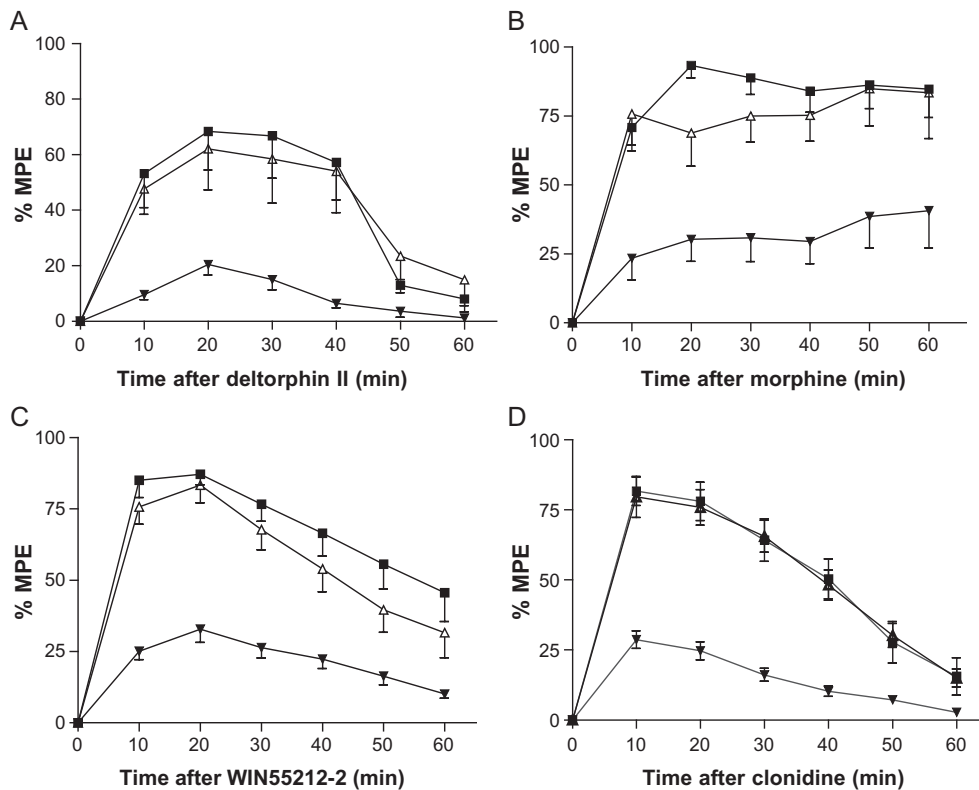 A
100
80
60
40
20
0
% MPE
0 10 20 30 40 50 60
Time after deltorphin II (min)
B
100
75
50
25
0
% MPE
0 10 20 30 40 50 60
Time after morphine (min)
C
100
75
50
25
0
% MPE
0 10 20 30 40 50 60
Time after WIN55212-2 (min)
D
100
75
50
25
0
% MPE
0 10 20 30 40 50 60
Time after clonidine (min)